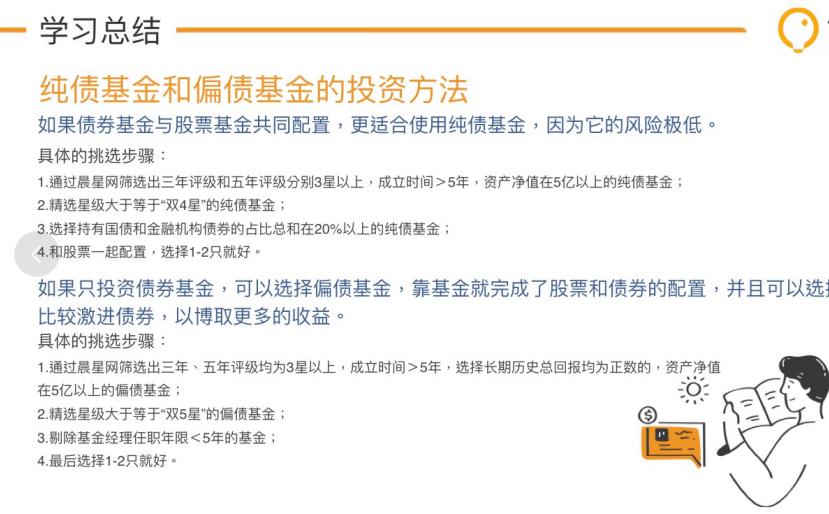 学习总结
纯债基金和偏债基金的投资方法
如果债券基金与股票基金共同配置，更适合使用纯债基金，因为它的风险极低。
具体的挑选步骤：
1.通过晨星网筛选出三年评级和五年评级分别3星以上，成立时间＞5年，资产净值在5亿以上的纯债基金；
2.精选星级大于等于“双4星”的纯债基金；
3.选择持有国债和金融机构债券的占比总和在20%以上的纯债基金；
4.和股票一起配置，选择1-2只就好。
如果只投资债券基金，可以选择偏债基金，靠基金就完成了股票和债券的配置，并且可以选
比较激进债券，以博取更多的收益。
具体的挑选步骤：
1.通过晨星网筛选出三年、五年评级均为3星以上，成立时间＞5年，选择长期历史总回报均为正数的，资产净值
在5亿以上的偏债基金；
2.精选星级大于等于“双5星”的偏债基金；
3.剔除基金经理任职年限＜5年的基金；
4.最后选择1-2只就好。
$